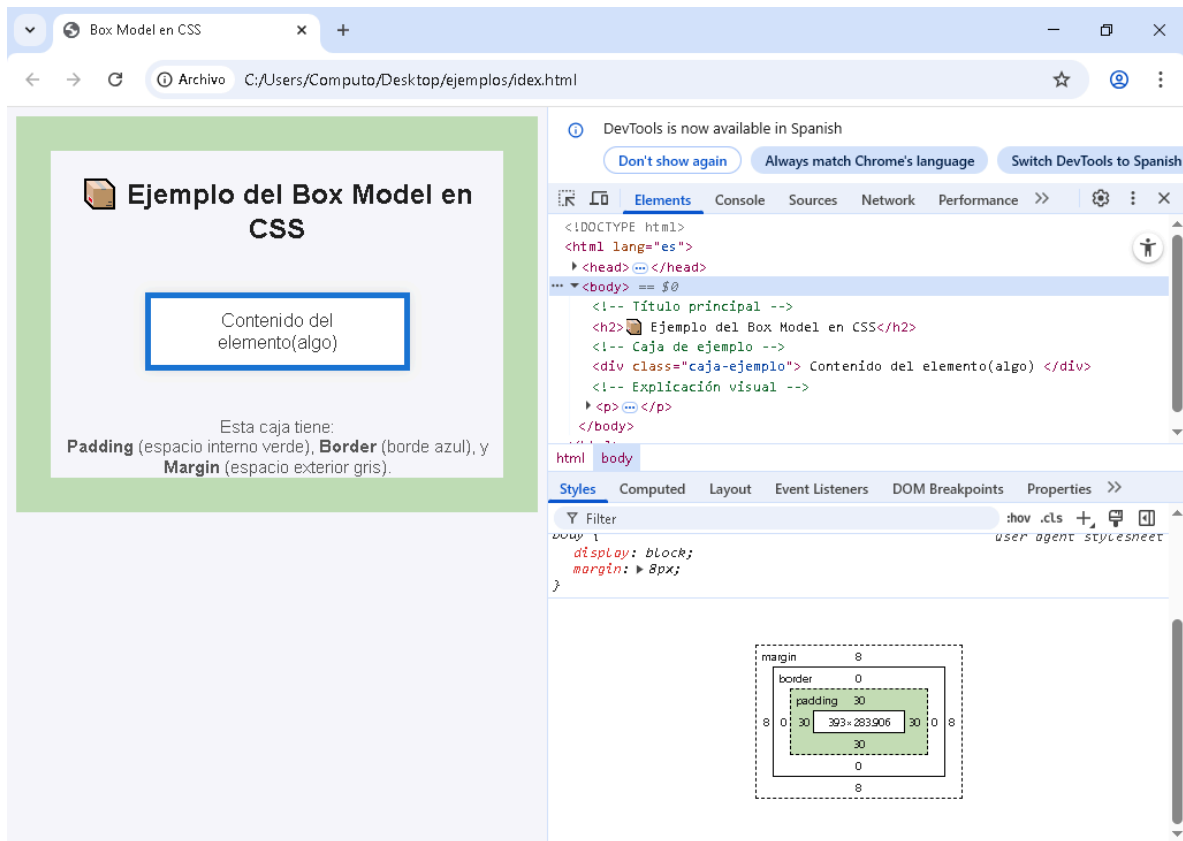 Box Model en CSS
Archivo C:/Users/Computo/Desktop/ejemplos/idex.html
📦 Ejemplo del Box Model en
CSS
Contenido del
elemento(algo)
Esta caja tiene:
Padding (espacio interno verde), Border (borde azul), y
Margin (espacio exterior gris).
DevTools is now available in Spanish
Don't show again Always match Chrome's language Switch DevTools to Spanish
Elements Console Sources Network Performance
<!DOCTYPE html>
<html lang="es">
<head> ⋯ </head>
⋯ <body> == $0
<!-- Título principal -->
<h2>📦 Ejemplo del Box Model en CSS</h2>
<!-- Caja de ejemplo -->
<div class="caja-ejemplo"> Contenido del elemento(algo) </div>
<!-- Explicación visual -->
<p> ⋯ </p>
</body>
html body
Styles Computed Layout Event Listeners DOM Breakpoints Properties
Filter :hov .cls
body { user agent stylesheet
display: block;
margin: 8px;
}
margin 8
border 0
padding 30
8 0 30 393×283.906 30 0 8
30
0
8